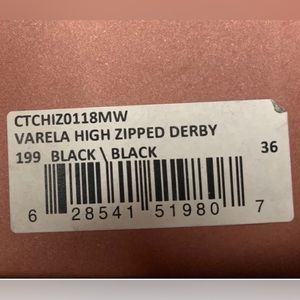 CTCHIZ0118MW
VARELA HIGH ZIPPED DERBY
199 BLACK \ BLACK 36
6 28541 51980 7